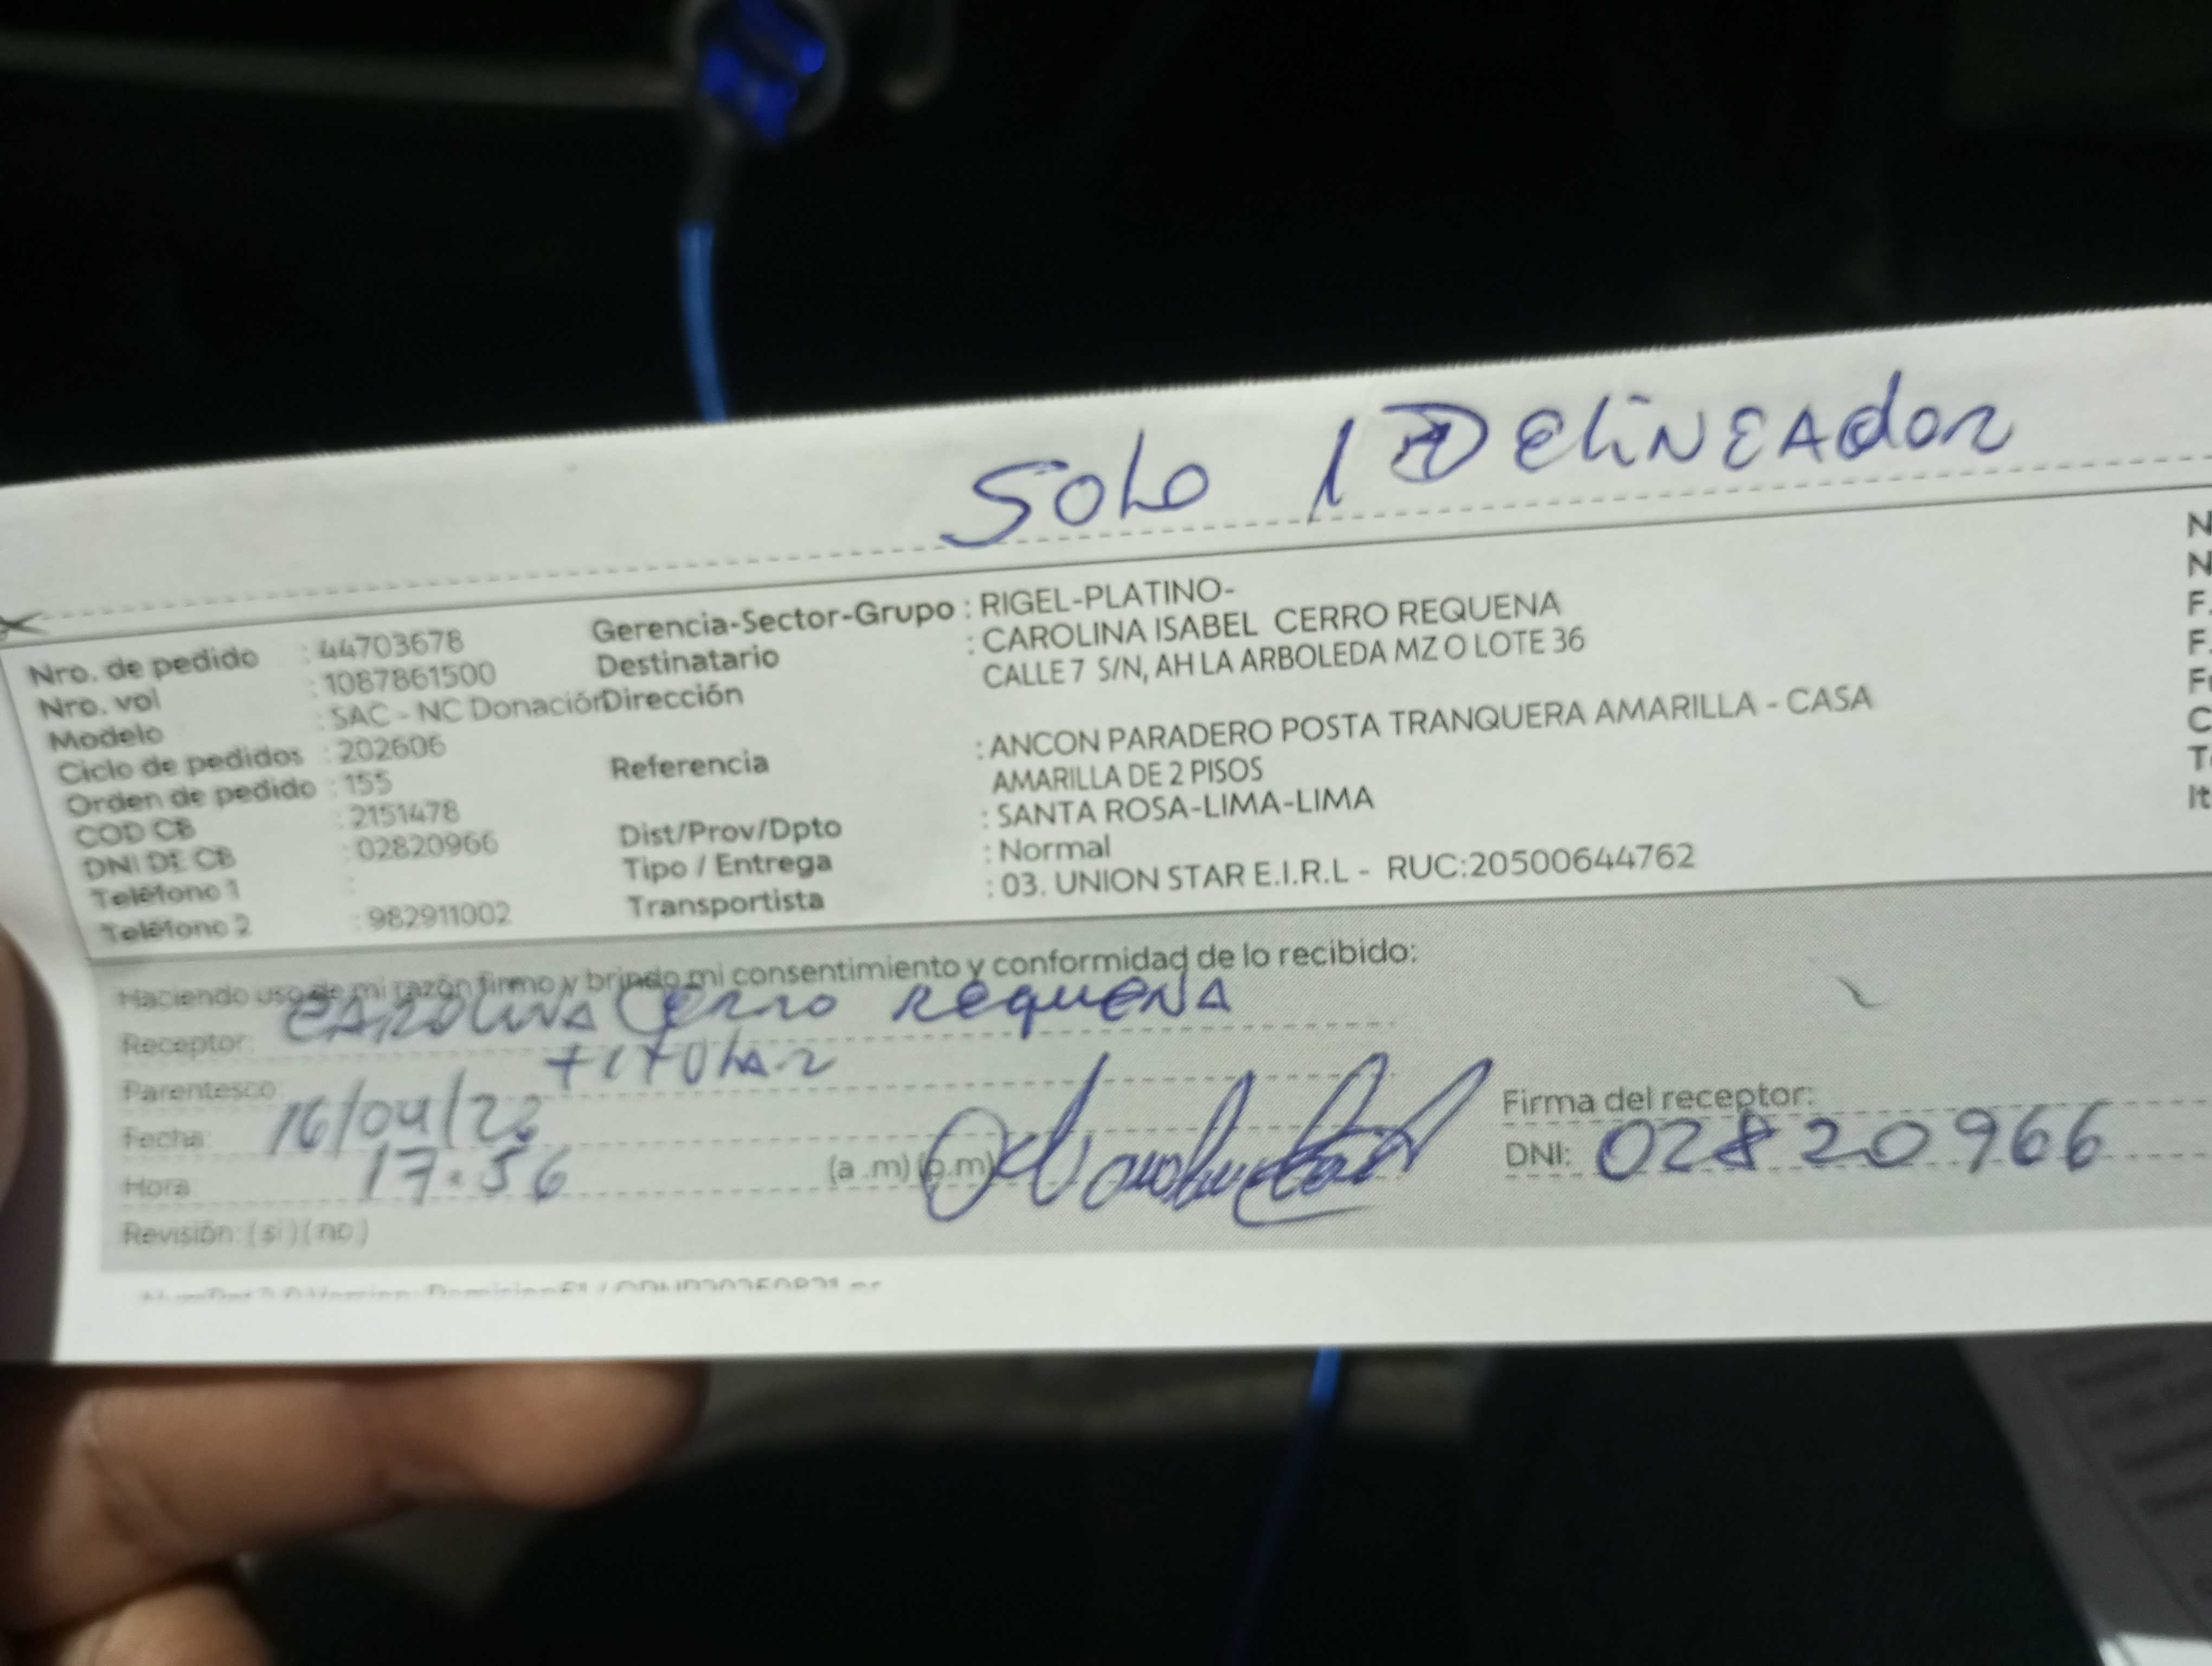 SOLO 1 DELINEADOR
Nro. de pedido : 44703678
Nro. vol : 1087861500
Modelo : SAC - NC Donación
Ciclo de pedidos : 202606
Orden de pedido : 155
COD CB : 2151478
DNI DE CB : 02820966
Teléfono 1 :
Teléfono 2 : 982911002
Gerencia-Sector-Grupo : RIGEL-PLATINO-
Destinatario : CAROLINA ISABEL CERRO REQUENA
Dirección CALLE 7 S/N, AH LA ARBOLEDA MZ O LOTE 36
Referencia : ANCON PARADERO POSTA TRANQUERA AMARILLA - CASA
AMARILLA DE 2 PISOS
Dist/Prov/Dpto : SANTA ROSA-LIMA-LIMA
Tipo / Entrega : Normal
Transportista : 03. UNION STAR E.I.R.L - RUC:20500644762
N
N
F.
F.
C
It
Haciendo uso de mi razón firmo y brindo mi consentimiento y conformidad de lo recibido:
Receptor: CAROLINA CERRO REQUENA
Parentesco: TITULAR
Fecha: 16/04/26
Hora 17:56 (a .m) (p.m)
Revisión: ( si ) ( no )
Firma del receptor:
DNI: 02820966